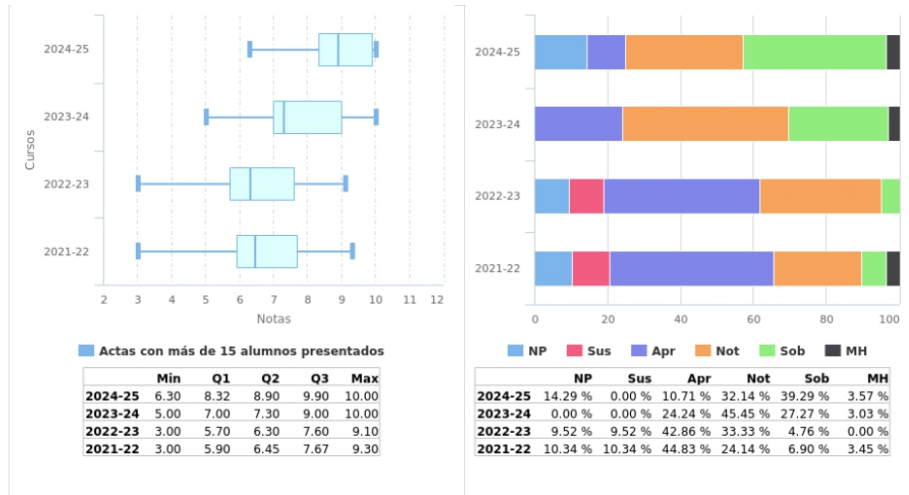 2024-25
2023-24
2022-23
2021-22
Cursos
2 3 4 5 6 7 8 9 10 11 12
Notas
Actas con más de 15 alumnos presentados
Min Q1 Q2 Q3 Max
2024-25 6.30 8.32 8.90 9.90 10.00
2023-24 5.00 7.00 7.30 9.00 10.00
2022-23 3.00 5.70 6.30 7.60 9.10
2021-22 3.00 5.90 6.45 7.67 9.30
2024-25
2023-24
2022-23
2021-22
0 20 40 60 80 100
NP Sus Apr Not Sob MH
NP Sus Apr Not Sob MH
2024-25 14.29 % 0.00 % 10.71 % 32.14 % 39.29 % 3.57 %
2023-24 0.00 % 0.00 % 24.24 % 45.45 % 27.27 % 3.03 %
2022-23 9.52 % 9.52 % 42.86 % 33.33 % 4.76 % 0.00 %
2021-22 10.34 % 10.34 % 44.83 % 24.14 % 6.90 % 3.45 %